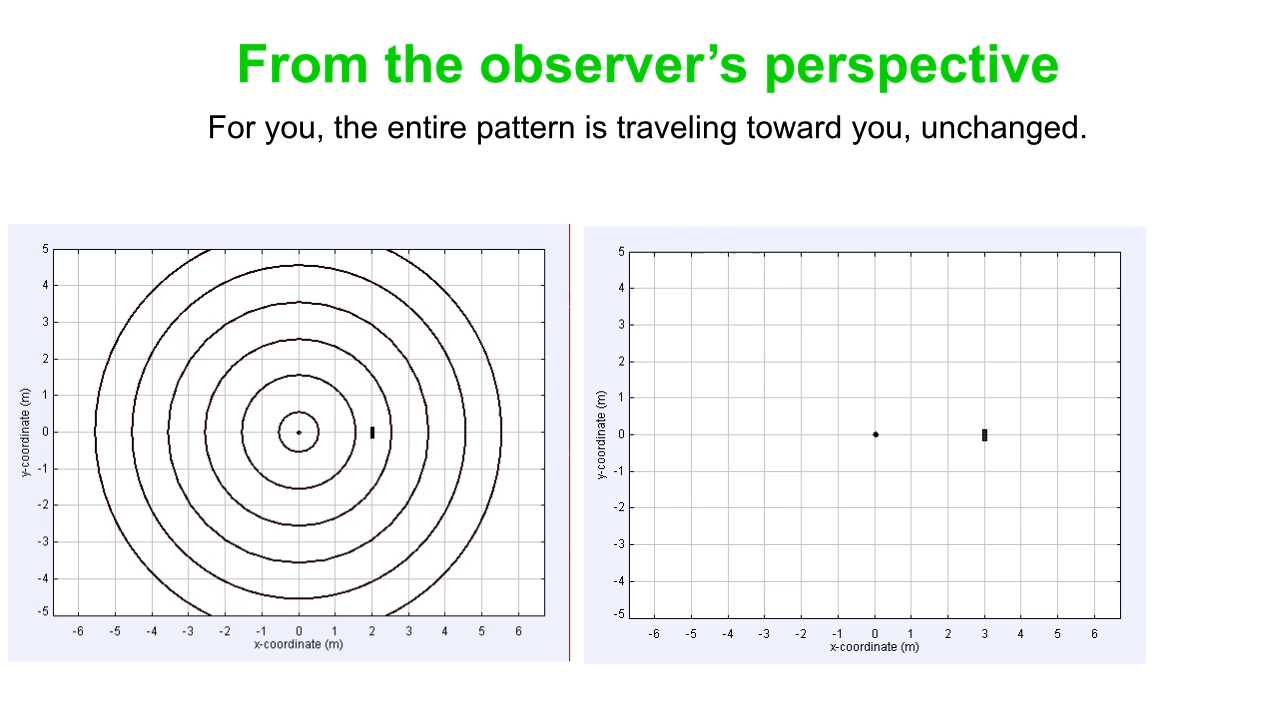 From the observer’s perspective
For you, the entire pattern is traveling toward you, unchanged.
5
4
3
2
1
0
-1
-2
-3
-4
-5
y-coordinate (m)
-6 -5 -4 -3 -2 -1 0 1 2 3 4 5 6
x-coordinate (m)
5
4
3
2
1
0
-1
-2
-3
-4
-5
y-coordinate (m)
-6 -5 -4 -3 -2 -1 0 1 2 3 4 5 6
x-coordinate (m)